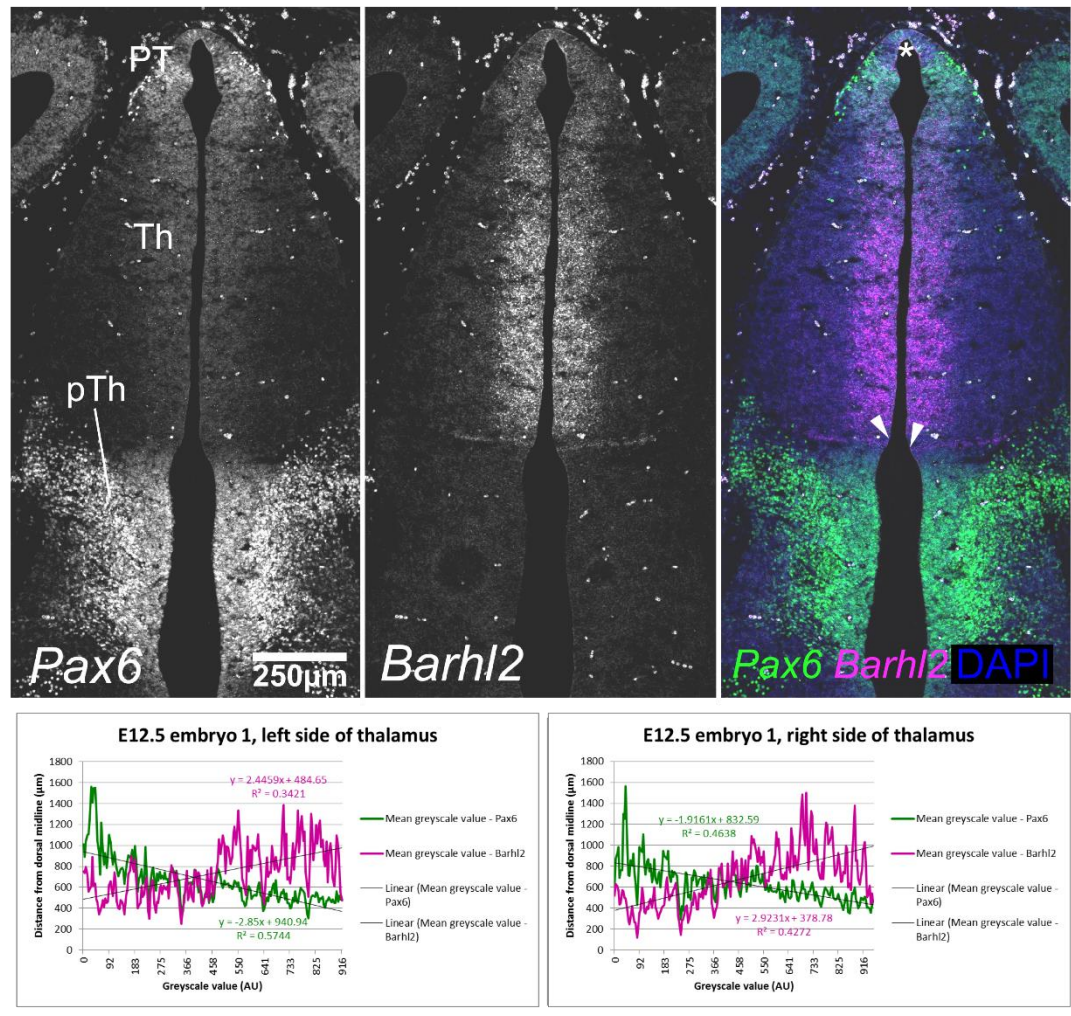 PT
Th
pTh
*
Pax6
250μm
Barhl2
Pax6 Barhl2 DAPI
E12.5 embryo 1, left side of thalamus
Distance from dorsal midline (μm)
1800
1600
1400
1200
1000
800
600
400
200
0
y = 2.4459x + 484.65
R² = 0.3421
y = -2.85x + 940.94
R² = 0.5744
0 92 183 275 366 458 550 641 733 825 916
Greyscale value (AU)
Mean greyscale value - Pax6
Mean greyscale value - Barhl2
Linear (Mean greyscale value -
Pax6)
Linear (Mean greyscale value -
Barhl2)
E12.5 embryo 1, right side of thalamus
Distance from dorsal midline (μm)
1800
1600
1400
1200
1000
800
600
400
200
0
y = -1.9161x + 832.59
R² = 0.4638
y = 2.9231x + 378.78
R² = 0.4272
0 92 183 275 366 458 550 641 733 825 916
Greyscale value (AU)
Mean greyscale value - Pax6
Mean greyscale value - Barhl2
Linear (Mean greyscale value -
Pax6)
Linear (Mean greyscale value -
Barhl2)